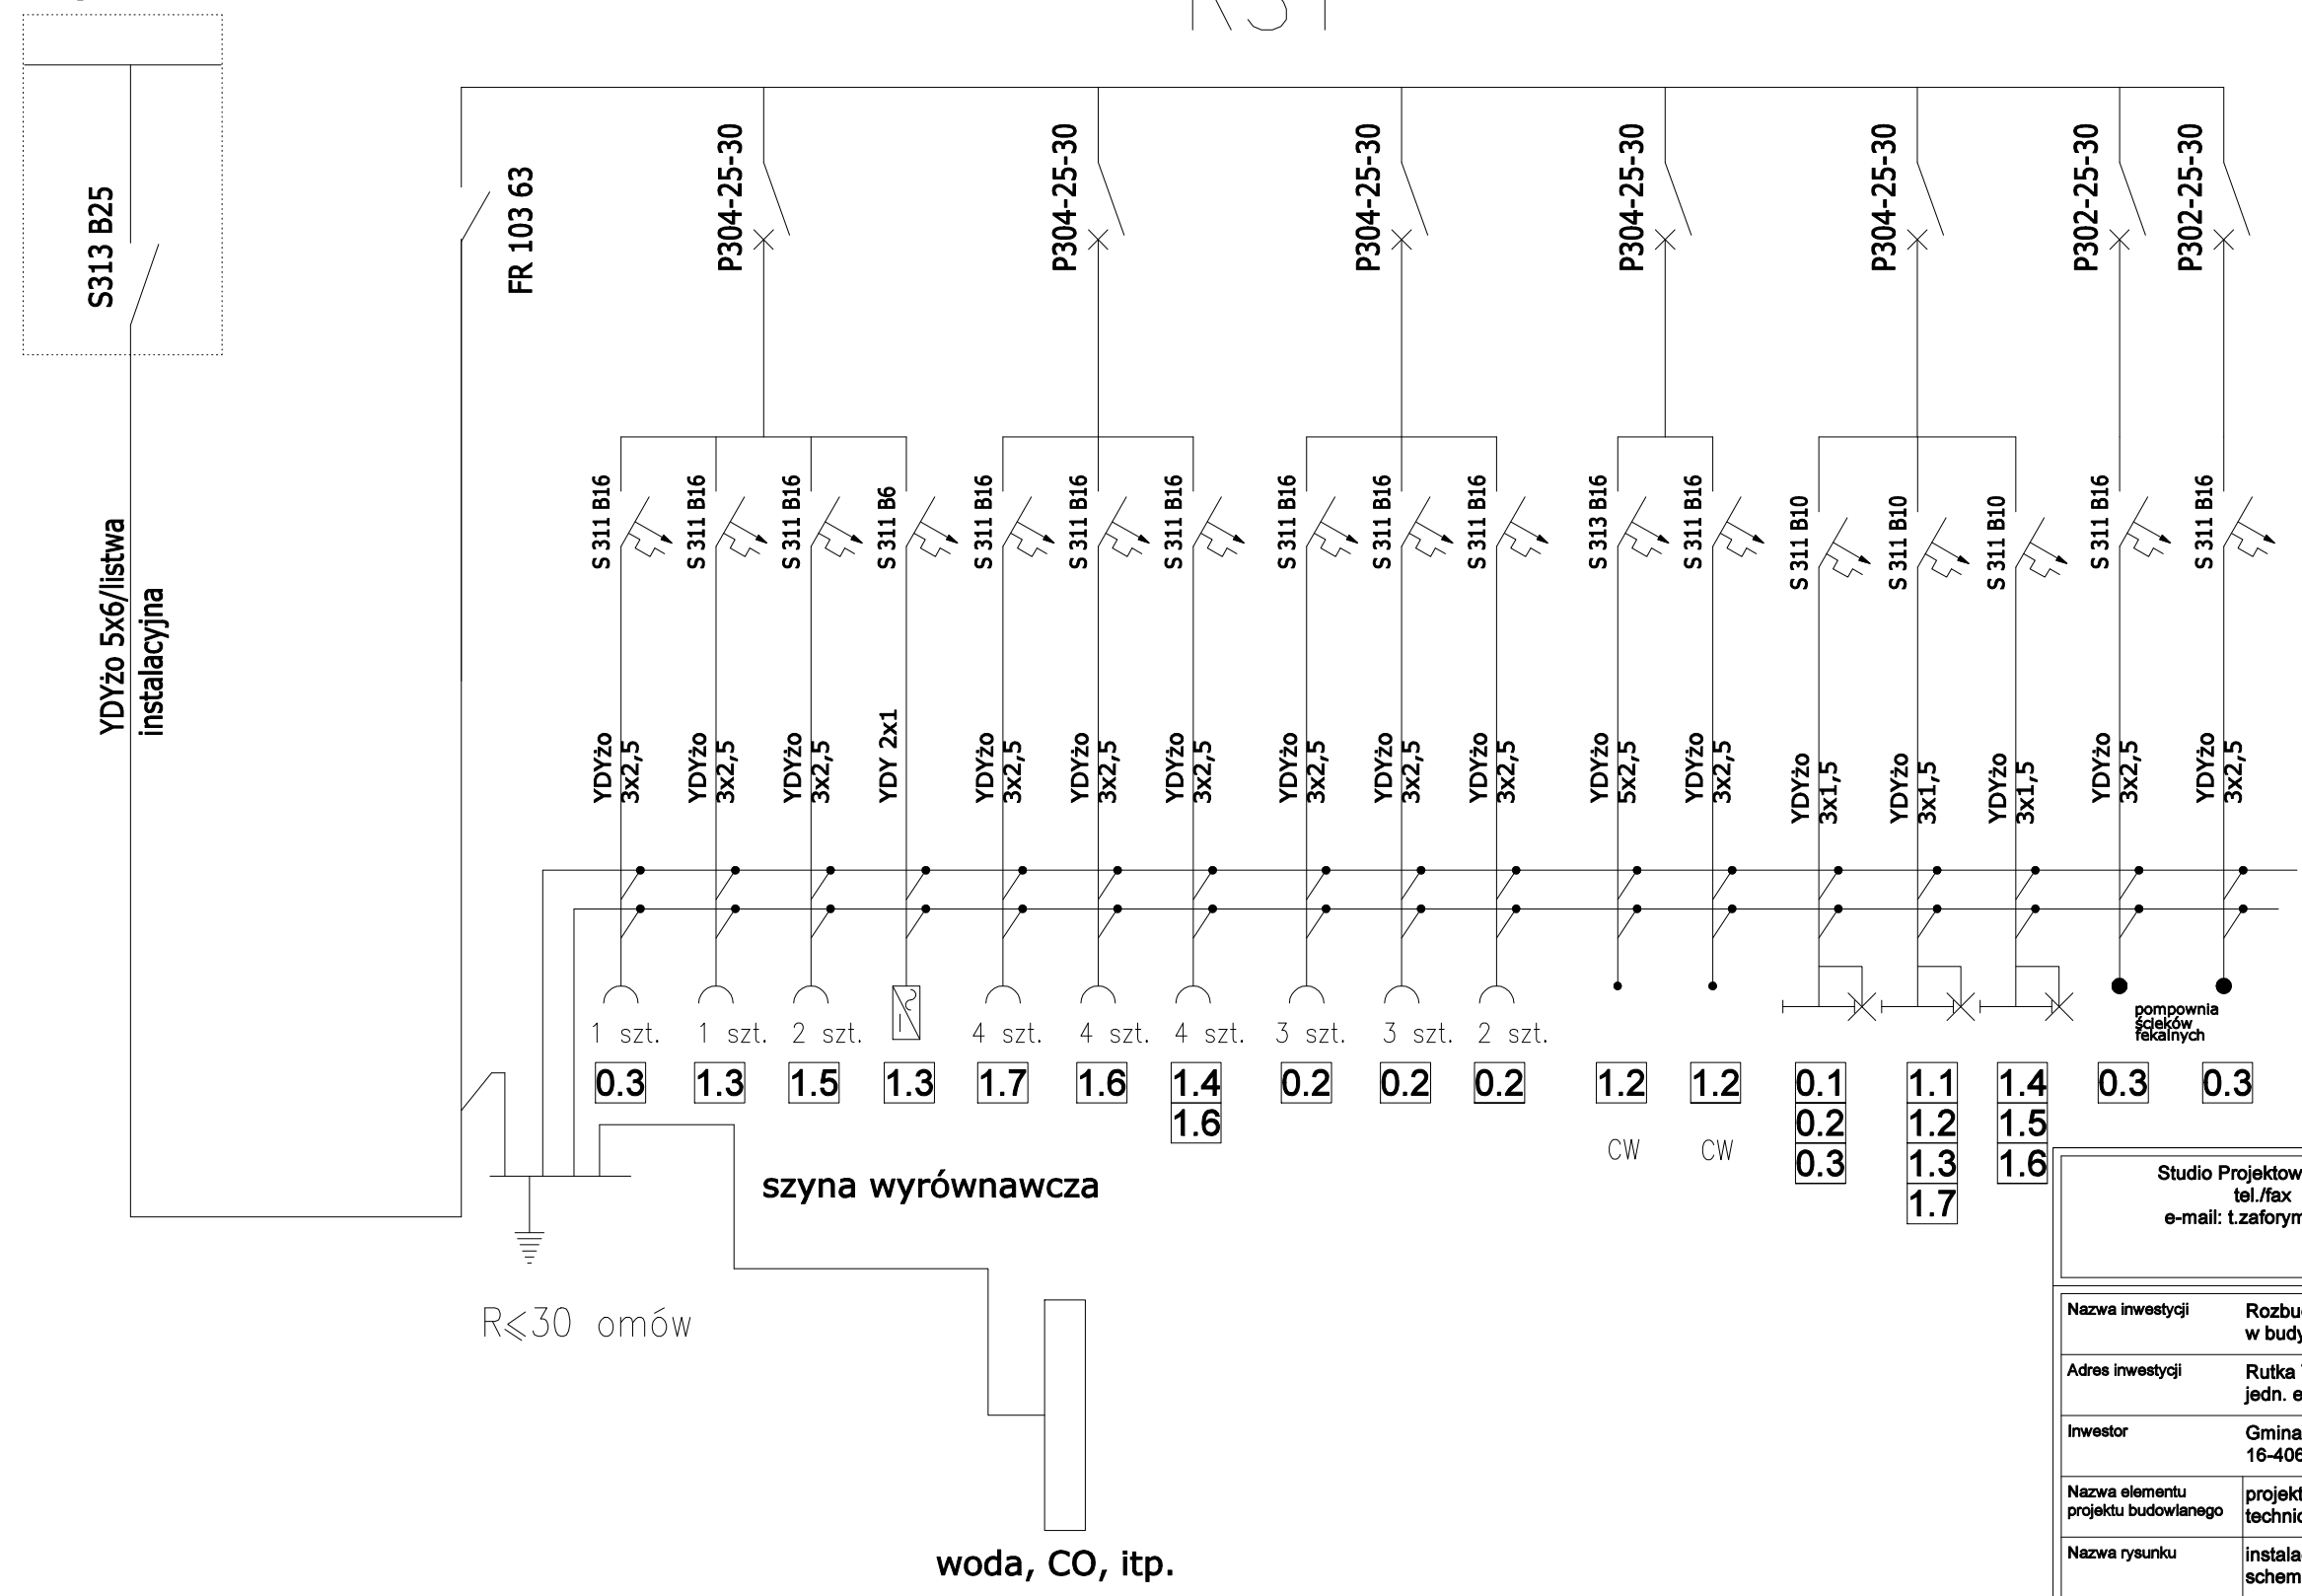 S313 B25
YDYżo 5x6/listwa
instalacyjna
FR 103 63
P304-25-30
P304-25-30
P304-25-30
P304-25-30
P304-25-30
P302-25-30
P302-25-30
S 311 B16
S 311 B16
S 311 B16
S 311 B6
S 311 B16
S 311 B16
S 311 B16
S 311 B16
S 311 B16
S 311 B16
S 313 B16
S 311 B16
S 311 B10
S 311 B10
S 311 B10
S 311 B16
S 311 B16
YDYżo
3x2,5
YDYżo
3x2,5
YDYżo
3x2,5
YDY 2x1
YDYżo
3x2,5
YDYżo
3x2,5
YDYżo
3x2,5
YDYżo
3x2,5
YDYżo
3x2,5
YDYżo
3x2,5
YDYżo
5x2,5
YDYżo
3x2,5
YDYżo
3x1,5
YDYżo
3x1,5
YDYżo
3x1,5
YDYżo
3x2,5
YDYżo
3x2,5
1 szt.
1 szt.
2 szt.
4 szt.
4 szt.
4 szt.
3 szt.
3 szt.
2 szt.
pompownia
ścieków
fekalnych
0.3
1.3
1.5
1.3
1.7
1.6
1.4
1.6
0.2
0.2
0.2
1.2
CW
1.2
CW
0.1
0.2
0.3
1.1
1.2
1.3
1.7
1.4
1.5
1.6
0.3
0.3
szyna wyrównawcza
R≤30 omów
woda, CO, itp.
Studio Projektow
tel./fax
e-mail: t.zaforym
Nazwa inwestycji
Rozbu
w budy
Adres inwestycji
Rutka
jedn. e
Inwestor
Gmina
16-406
Nazwa elementu
projektu budowlanego
projekt
technic
Nazwa rysunku
instala
schem